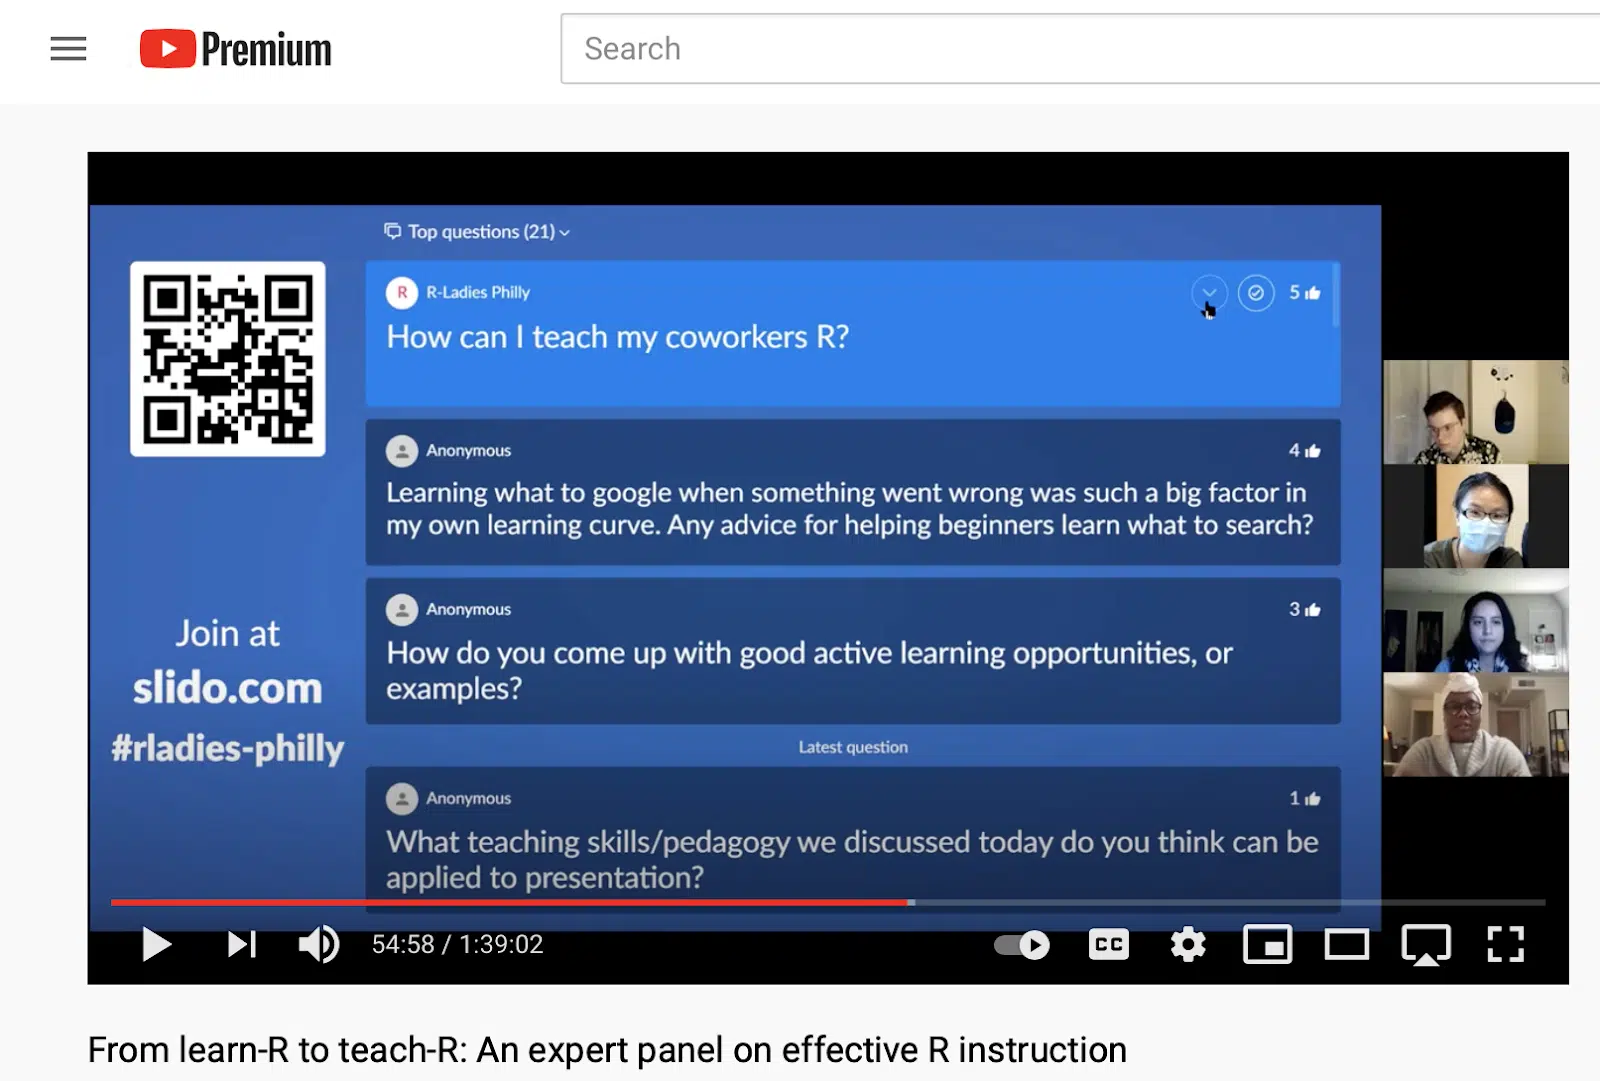 Premium
Search
Top questions (21)
R R-Ladies Philly 5
How can I teach my coworkers R?
Anonymous 4
Learning what to google when something went wrong was such a big factor in
my own learning curve. Any advice for helping beginners learn what to search?
Anonymous 3
How do you come up with good active learning opportunities, or
examples?
Join at
slido.com
#rladies-philly
Latest question
Anonymous 1
What teaching skills/pedagogy we discussed today do you think can be
applied to presentation?
54:58 / 1:39:02
CC
From learn-R to teach-R: An expert panel on effective R instruction